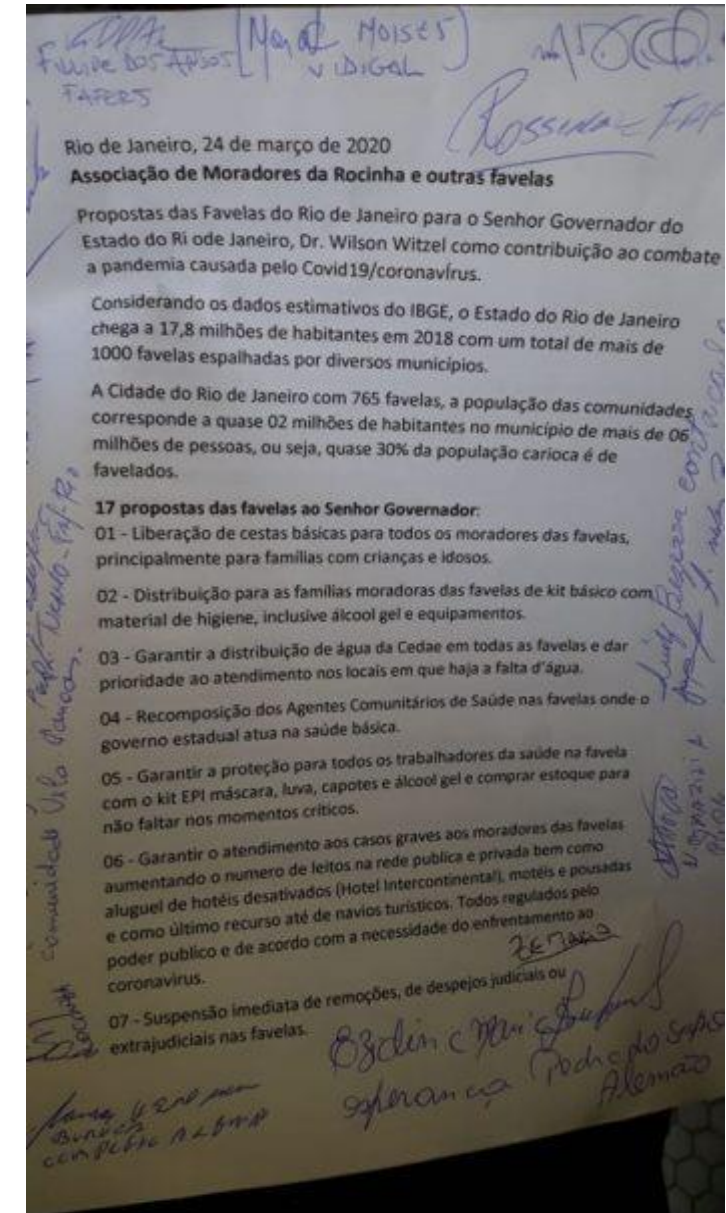 FILIPE DOS ANJOS
FAFERJ
MOISES
VIDIGAL
Rio de Janeiro, 24 de março de 2020
Associação de Moradores da Rocinha e outras favelas
Propostas das Favelas do Rio de Janeiro para o Senhor Governador do
Estado do Ri ode Janeiro, Dr. Wilson Witzel como contribuição ao combate
a pandemia causada pelo Covid19/coronavírus.
Considerando os dados estimativos do IBGE, o Estado do Rio de Janeiro
chega a 17,8 milhões de habitantes em 2018 com um total de mais de
1000 favelas espalhadas por diversos municípios.
A Cidade do Rio de Janeiro com 765 favelas, a população das comunidades
corresponde a quase 02 milhões de habitantes no município de mais de 06
milhões de pessoas, ou seja, quase 30% da população carioca é de
favelados.
17 propostas das favelas ao Senhor Governador:
01 - Liberação de cestas básicas para todos os moradores das favelas,
principalmente para famílias com crianças e idosos.
02 - Distribuição para as famílias moradoras das favelas de kit básico com
material de higiene, inclusive álcool gel e equipamentos.
03 - Garantir a distribuição de água da Cedae em todas as favelas e dar
prioridade ao atendimento nos locais em que haja a falta d'água.
04 - Recomposição dos Agentes Comunitários de Saúde nas favelas onde o
governo estadual atua na saúde básica.
05 - Garantir a proteção para todos os trabalhadores da saúde na favela
com o kit EPI máscara, luva, capotes e álcool gel e comprar estoque para
não faltar nos momentos críticos.
06 - Garantir o atendimento aos casos graves aos moradores das favelas
aumentando o numero de leitos na rede publica e privada bem como
aluguel de hotéis desativados (Hotel Intercontinental), motéis e pousadas
e como último recurso até de navios turísticos. Todos regulados pelo
poder publico e de acordo com a necessidade do enfrentamento ao
coronavirus.
07 - Suspensão imediata de remoções, de despejos judiciais ou
extrajudiciais nas favelas.
esperança
Alemão
comunidade Vila
ROCINHA